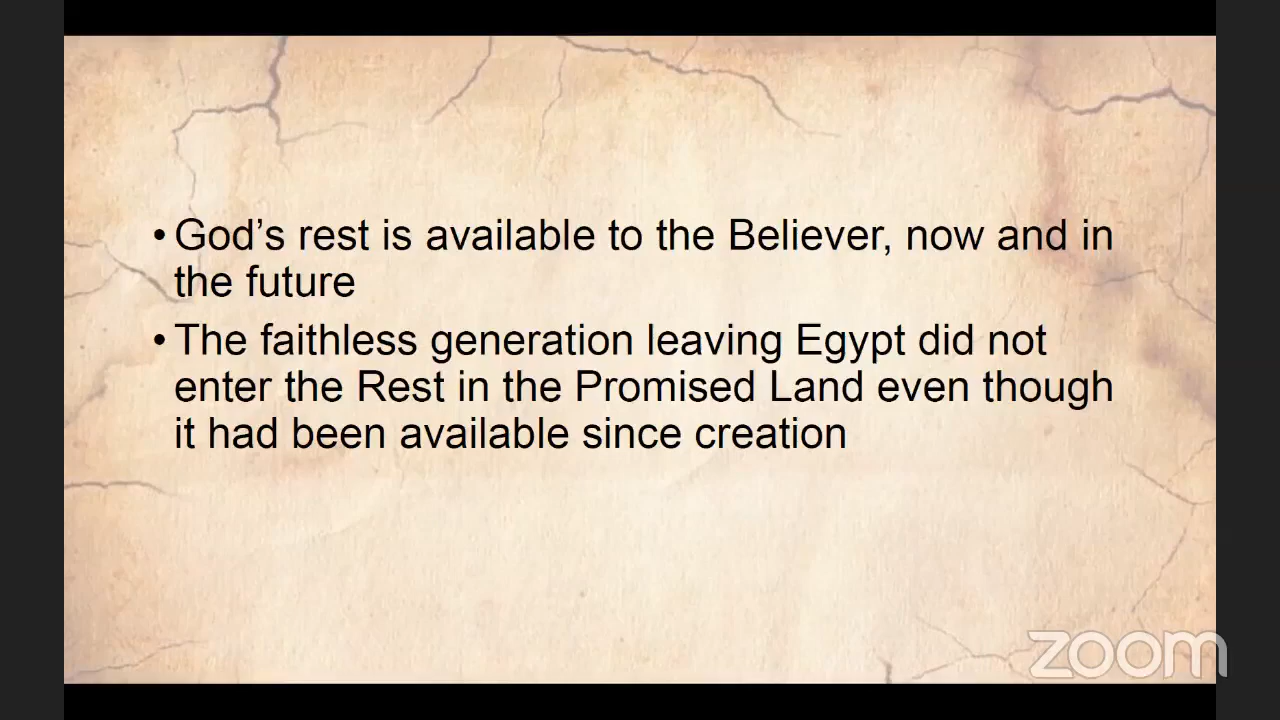 •God’s rest is available to the Believer, now and in
the future
•The faithless generation leaving Egypt did not
enter the Rest in the Promised Land even though
it had been available since creation
zoom